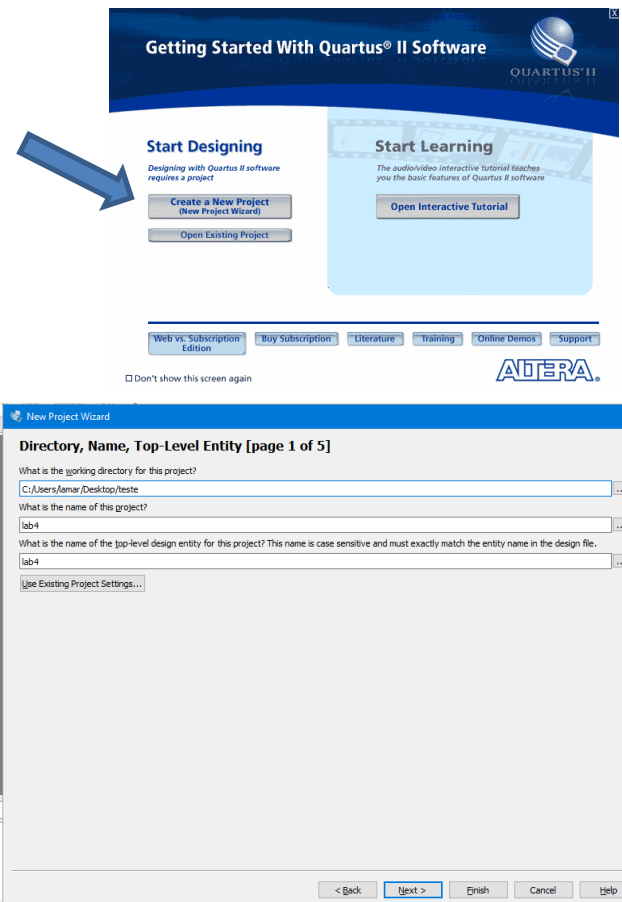 X
Getting Started With Quartus® II Software
QUARTUS® II
Start Designing
Designing with Quartus II software
requires a project
Create a New Project
(New Project Wizard)
Open Existing Project
Start Learning
The audio/video interactive tutorial teaches
you the basic features of Quartus II software
Open Interactive Tutorial
Web vs. Subscription
Edition
Buy Subscription
Literature
Training
Online Demos
Support
Don't show this screen again
ALTERA®
New Project Wizard
Directory, Name, Top-Level Entity [page 1 of 5]
What is the working directory for this project?
C:/Users/lamar/Desktop/teste
...
What is the name of this project?
lab4
...
What is the name of the top-level design entity for this project? This name is case sensitive and must exactly match the entity name in the design file.
lab4
...
Use Existing Project Settings...
< Back
Next >
Finish
Cancel
Help